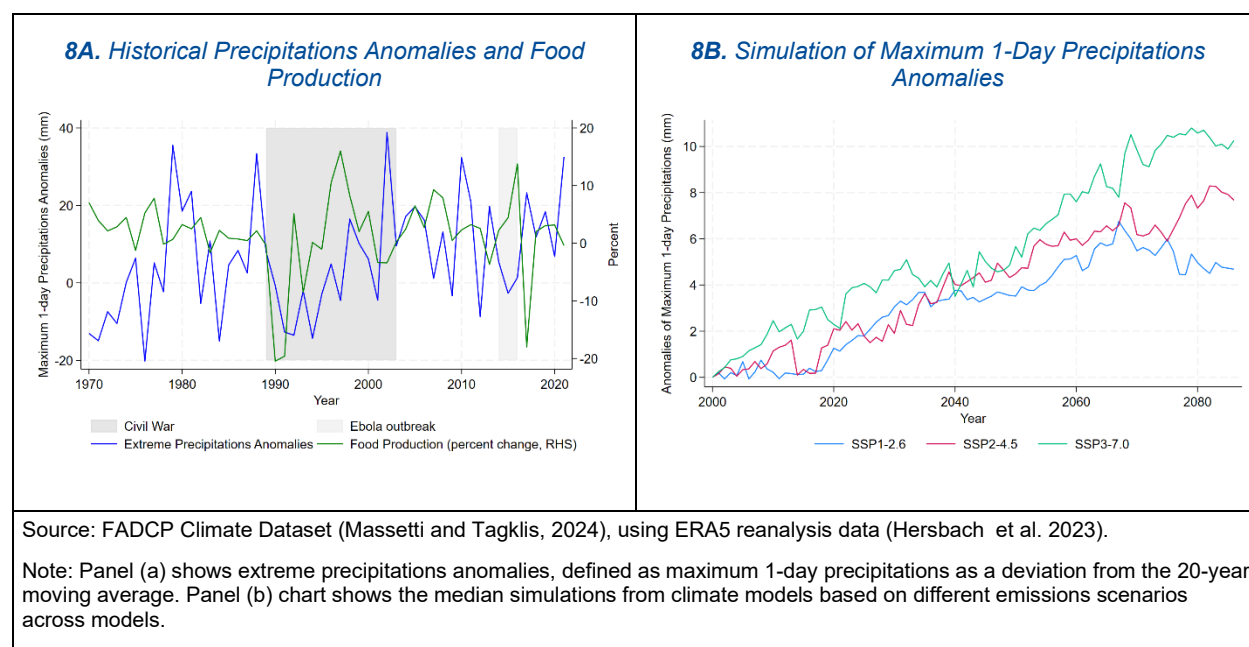 8A. Historical Precipitations Anomalies and Food
Production
Maximum 1-day Precipitations Anomalies (mm)
40
20
0
-20
20
10
0
-10
-20
Percent
1970
1980
1990
2000
2010
2020
Year
Civil War
Ebola outbreak
Extreme Precipitations Anomalies
Food Production (percent change, RHS)
8B. Simulation of Maximum 1-Day Precipitations
Anomalies
Anomalies of Maximum 1-day Precipitations (mm)
10
8
6
4
2
0
2000
2020
2040
2060
2080
Year
SSP1-2.6
SSP2-4.5
SSP3-7.0
Source: FADCP Climate Dataset (Massetti and Tagklis, 2024), using ERA5 reanalysis data (Hersbach et al. 2023).
Note: Panel (a) shows extreme precipitations anomalies, defined as maximum 1-day precipitations as a deviation from the 20-year
moving average. Panel (b) chart shows the median simulations from climate models based on different emissions scenarios
across models.